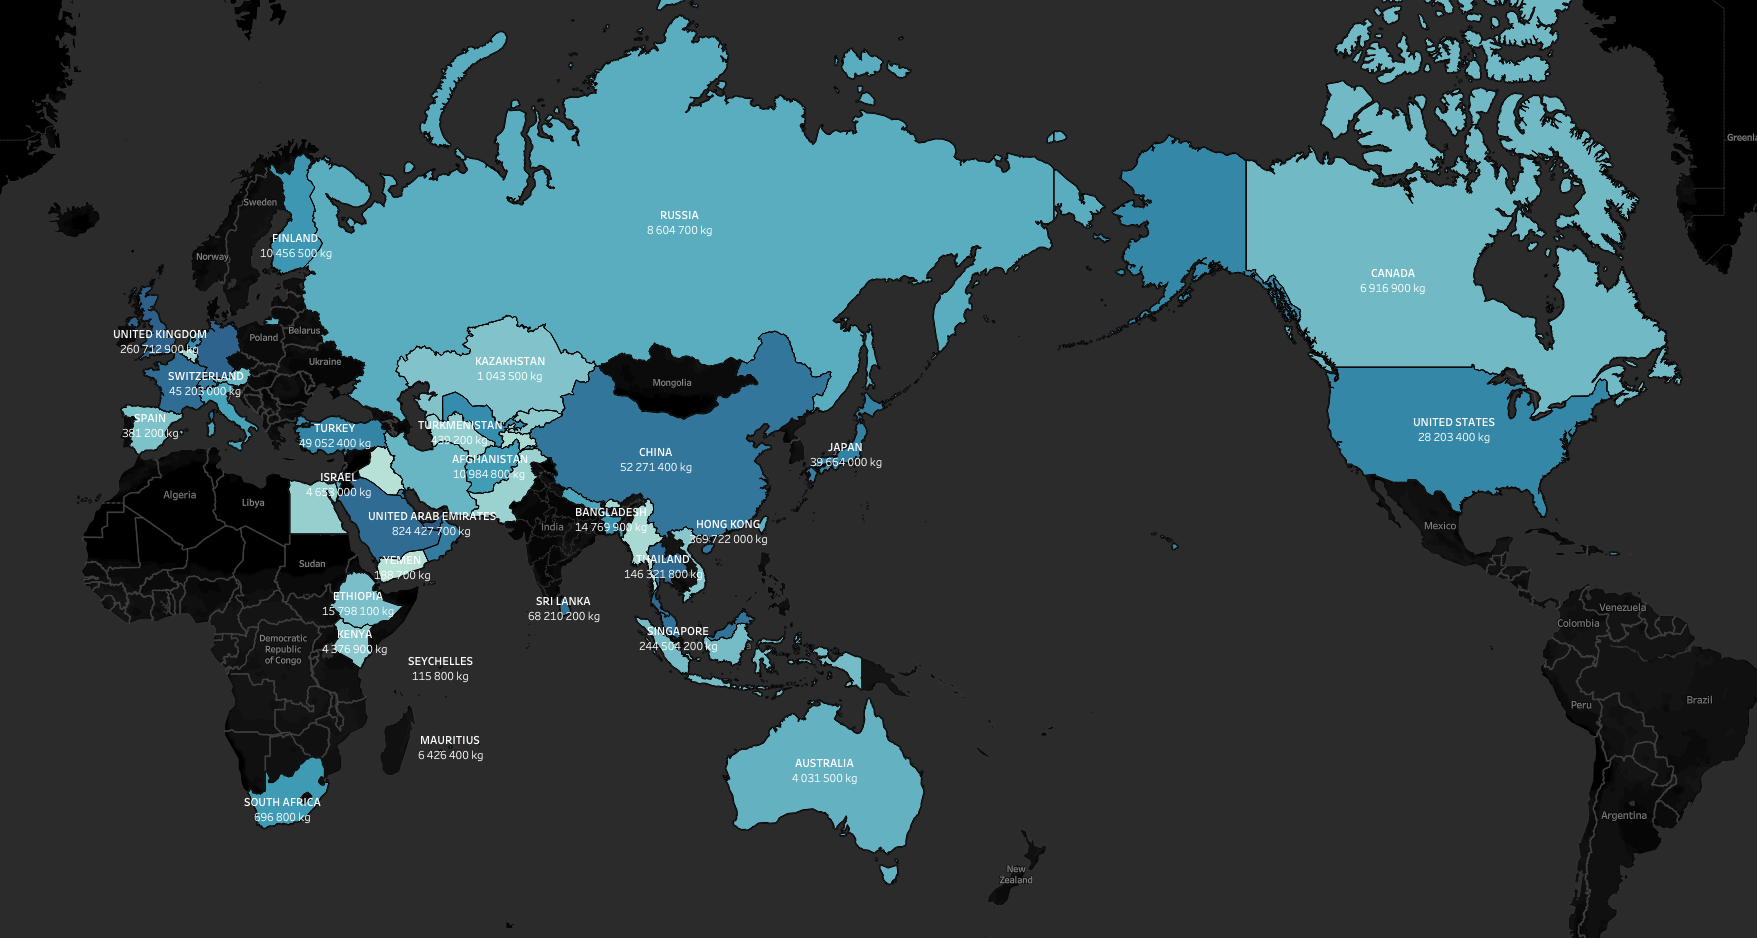 Greenla
Sweden
RUSSIA
8 604 700 kg
FINLAND
10 456 500 kg
Norway
CANADA
6 916 900 kg
UNITED KINGDOM
260 712 900 kg
Poland
Belarus
Ukraine
KAZAKHSTAN
1 043 500 kg
SWITZERLAND
45 203 000 kg
Mongolia
SPAIN
381 200 kg
TURKEY
49 052 400 kg
TURKMENISTAN
439 200 kg
UNITED STATES
28 203 400 kg
CHINA
52 271 400 kg
JAPAN
39 664 000 kg
AFGHANISTAN
10 984 800 kg
ISRAEL
4 653 000 kg
Algeria
Libya
UNITED ARAB EMIRATES
824 427 700 kg
BANGLADESH
14 769 900 kg
India
HONG KONG
369 722 000 kg
Mexico
YEMEN
188 700 kg
Sudan
THAILAND
146 321 800 kg
ETHIOPIA
15 798 100 kg
SRI LANKA
68 210 200 kg
Venezuela
Colombia
KENYA
4 376 900 kg
Democratic
Republic
of Congo
SINGAPORE
244 504 200 kg
SEYCHELLES
115 800 kg
Peru
Brazil
MAURITIUS
6 426 400 kg
AUSTRALIA
4 031 500 kg
SOUTH AFRICA
696 800 kg
Argentina
New
Zealand